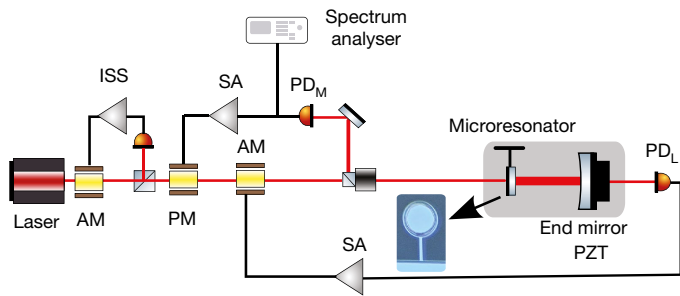 Spectrum
analyser
ISS
SA
PD_M
AM
Microresonator
PD_L
Laser
AM
PM
End mirror
PZT
SA